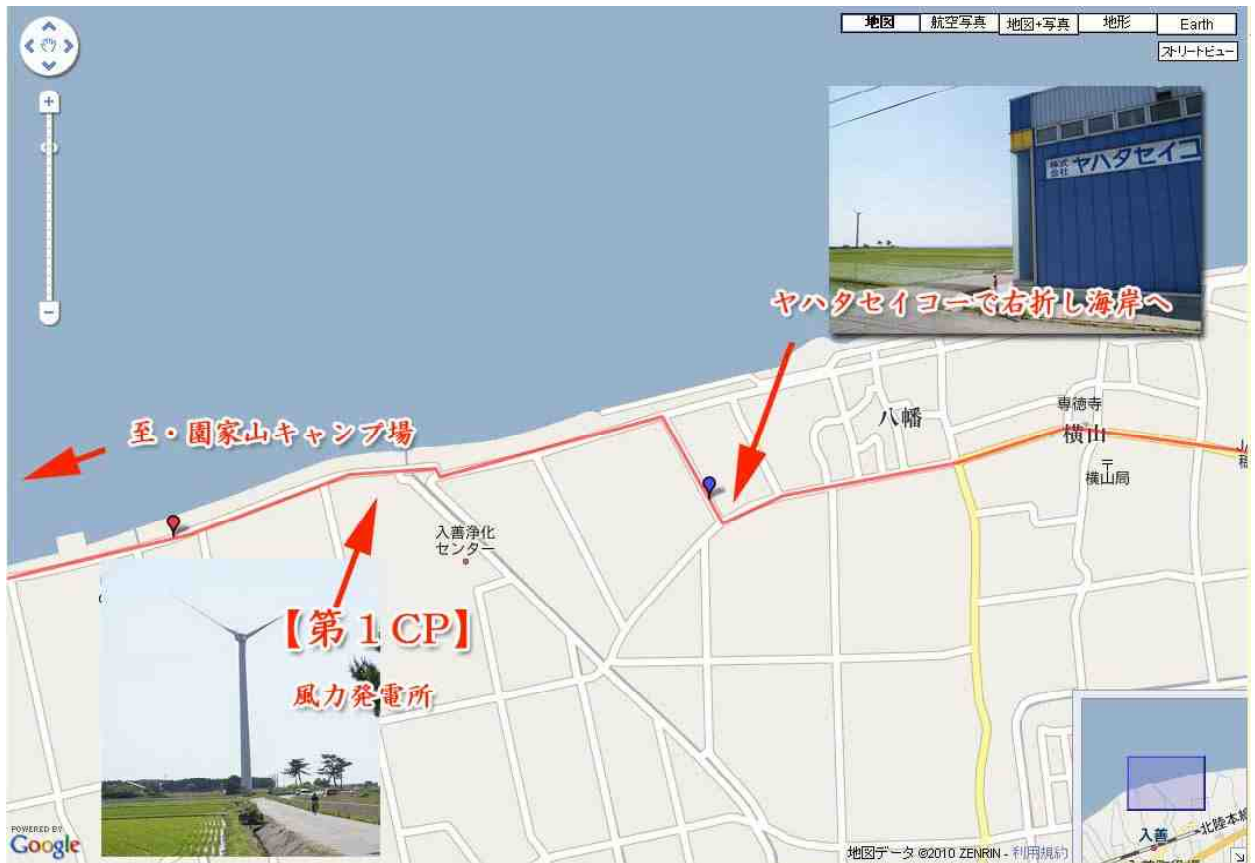 地図
航空写真
地図+写真
地形
Earth
ストリートビュー
株式会社 ヤハタセイコ
ヤハタセイコーで右折し海岸へ
至・園家山キャンプ場
八幡
専徳寺
横山
横山局
入善浄化
センター
【第1CP】
風力発電所
入善
北陸本線
POWERED BY
Google
地図データ ©2010 ZENRIN - 利用規約